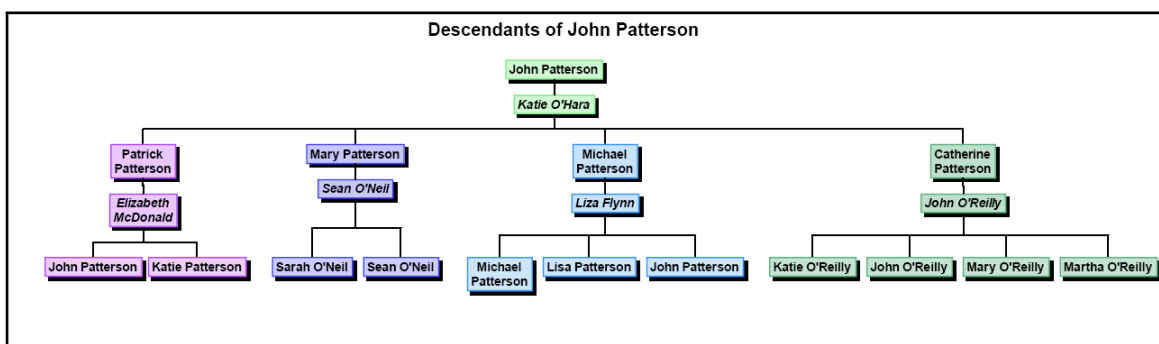 Descendants of John Patterson
John Patterson
Katie O'Hara
Patrick
Patterson
Mary Patterson
Michael
Patterson
Catherine
Patterson
Elizabeth
McDonald
Sean O'Neil
Liza Flynn
John O'Reilly
John Patterson
Katie Patterson
Sarah O'Neil
Sean O'Neil
Michael
Patterson
Lisa Patterson
John Patterson
Katie O'Reilly
John O'Reilly
Mary O'Reilly
Martha O'Reilly